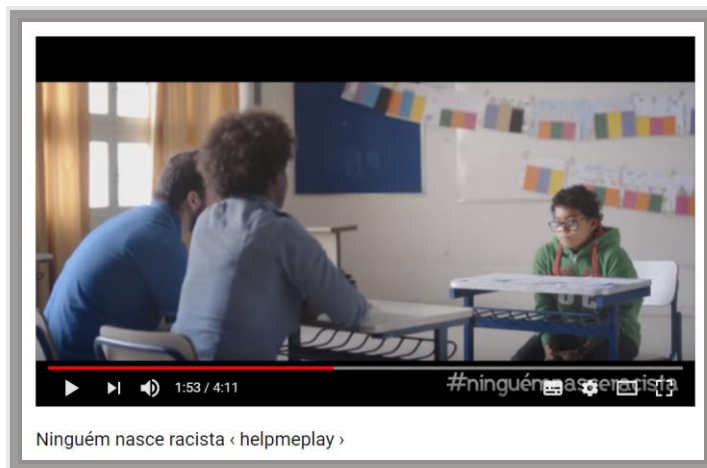 1:53 / 4:11
#ninguémnasceracista
Ninguém nasce racista ‹ helpmeplay ›